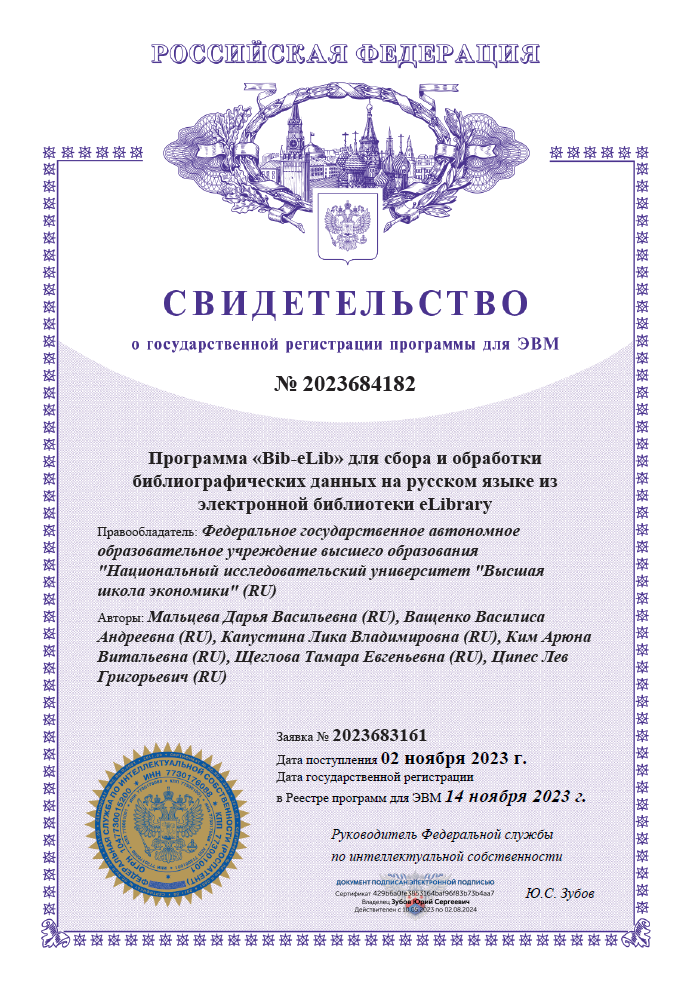 РОССИЙСКАЯ ФЕДЕРАЦИЯ
СВИДЕТЕЛЬСТВО
о государственной регистрации программы для ЭВМ
№ 2023684182
Программа «Bib-eLib» для сбора и обработки
библиографических данных на русском языке из
электронной библиотеки eLibrary
Правообладатель: Федеральное государственное автономное
образовательное учреждение высшего образования
"Национальный исследовательский университет "Высшая
школа экономики" (RU)
Авторы: Мальцева Дарья Васильевна (RU), Ващенко Василиса
Андреевна (RU), Капустина Лика Владимировна (RU), Ким Арюна
Витальевна (RU), Щеглова Тамара Евгеньевна (RU), Ципес Лев
Григорьевич (RU)
Заявка № 2023683161
Дата поступления 02 ноября 2023 г.
Дата государственной регистрации
в Реестре программ для ЭВМ 14 ноября 2023 г.
Руководитель Федеральной службы
по интеллектуальной собственности
ДОКУМЕНТ ПОДПИСАН ЭЛЕКТРОННОЙ ПОДПИСЬЮ
Сертификат
Владелец Зубов Юрий Сергеевич
Действителен с 10.05.2023 по 02.08.2024
Ю.С. Зубов
ФЕДЕРАЛЬНАЯ СЛУЖБА ПО ИНТЕЛЛЕКТУАЛЬНОЙ СОБСТВЕННОСТИ (РОСПАТЕНТ)